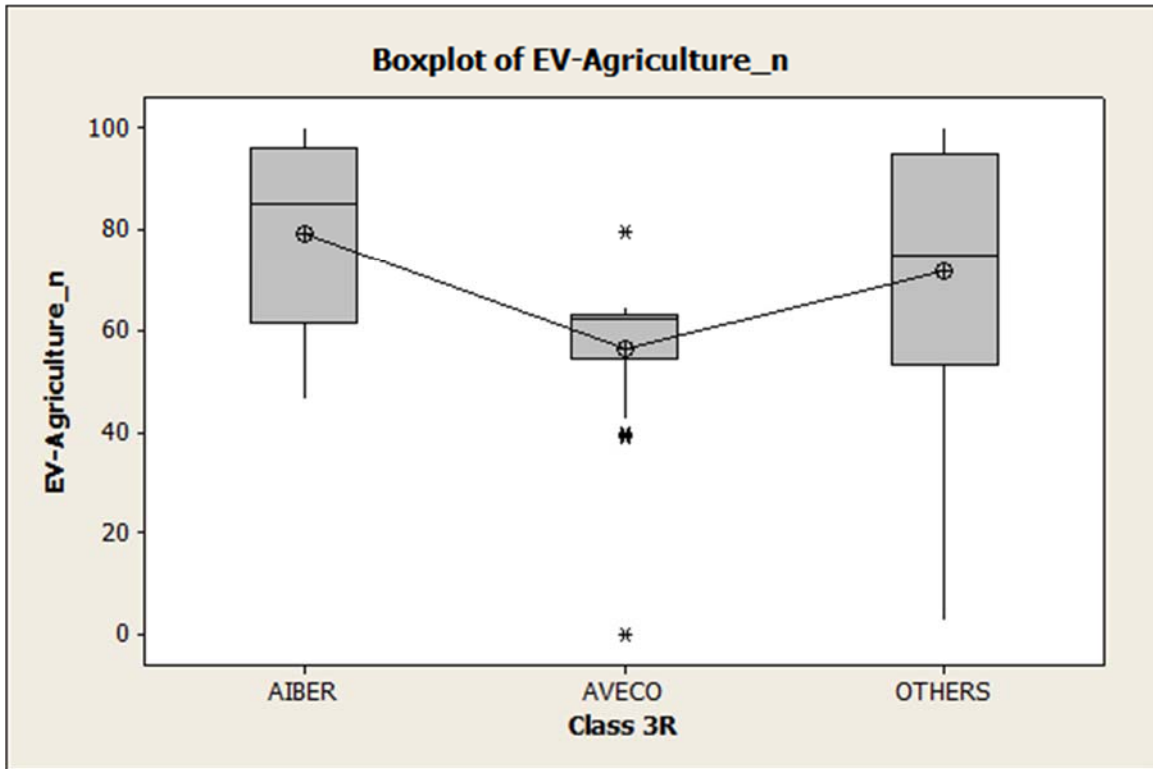 Boxplot of EV-Agriculture_n
EV-Agriculture_n
100
80
60
40
20
0
AIBER AVECO OTHERS
Class 3R